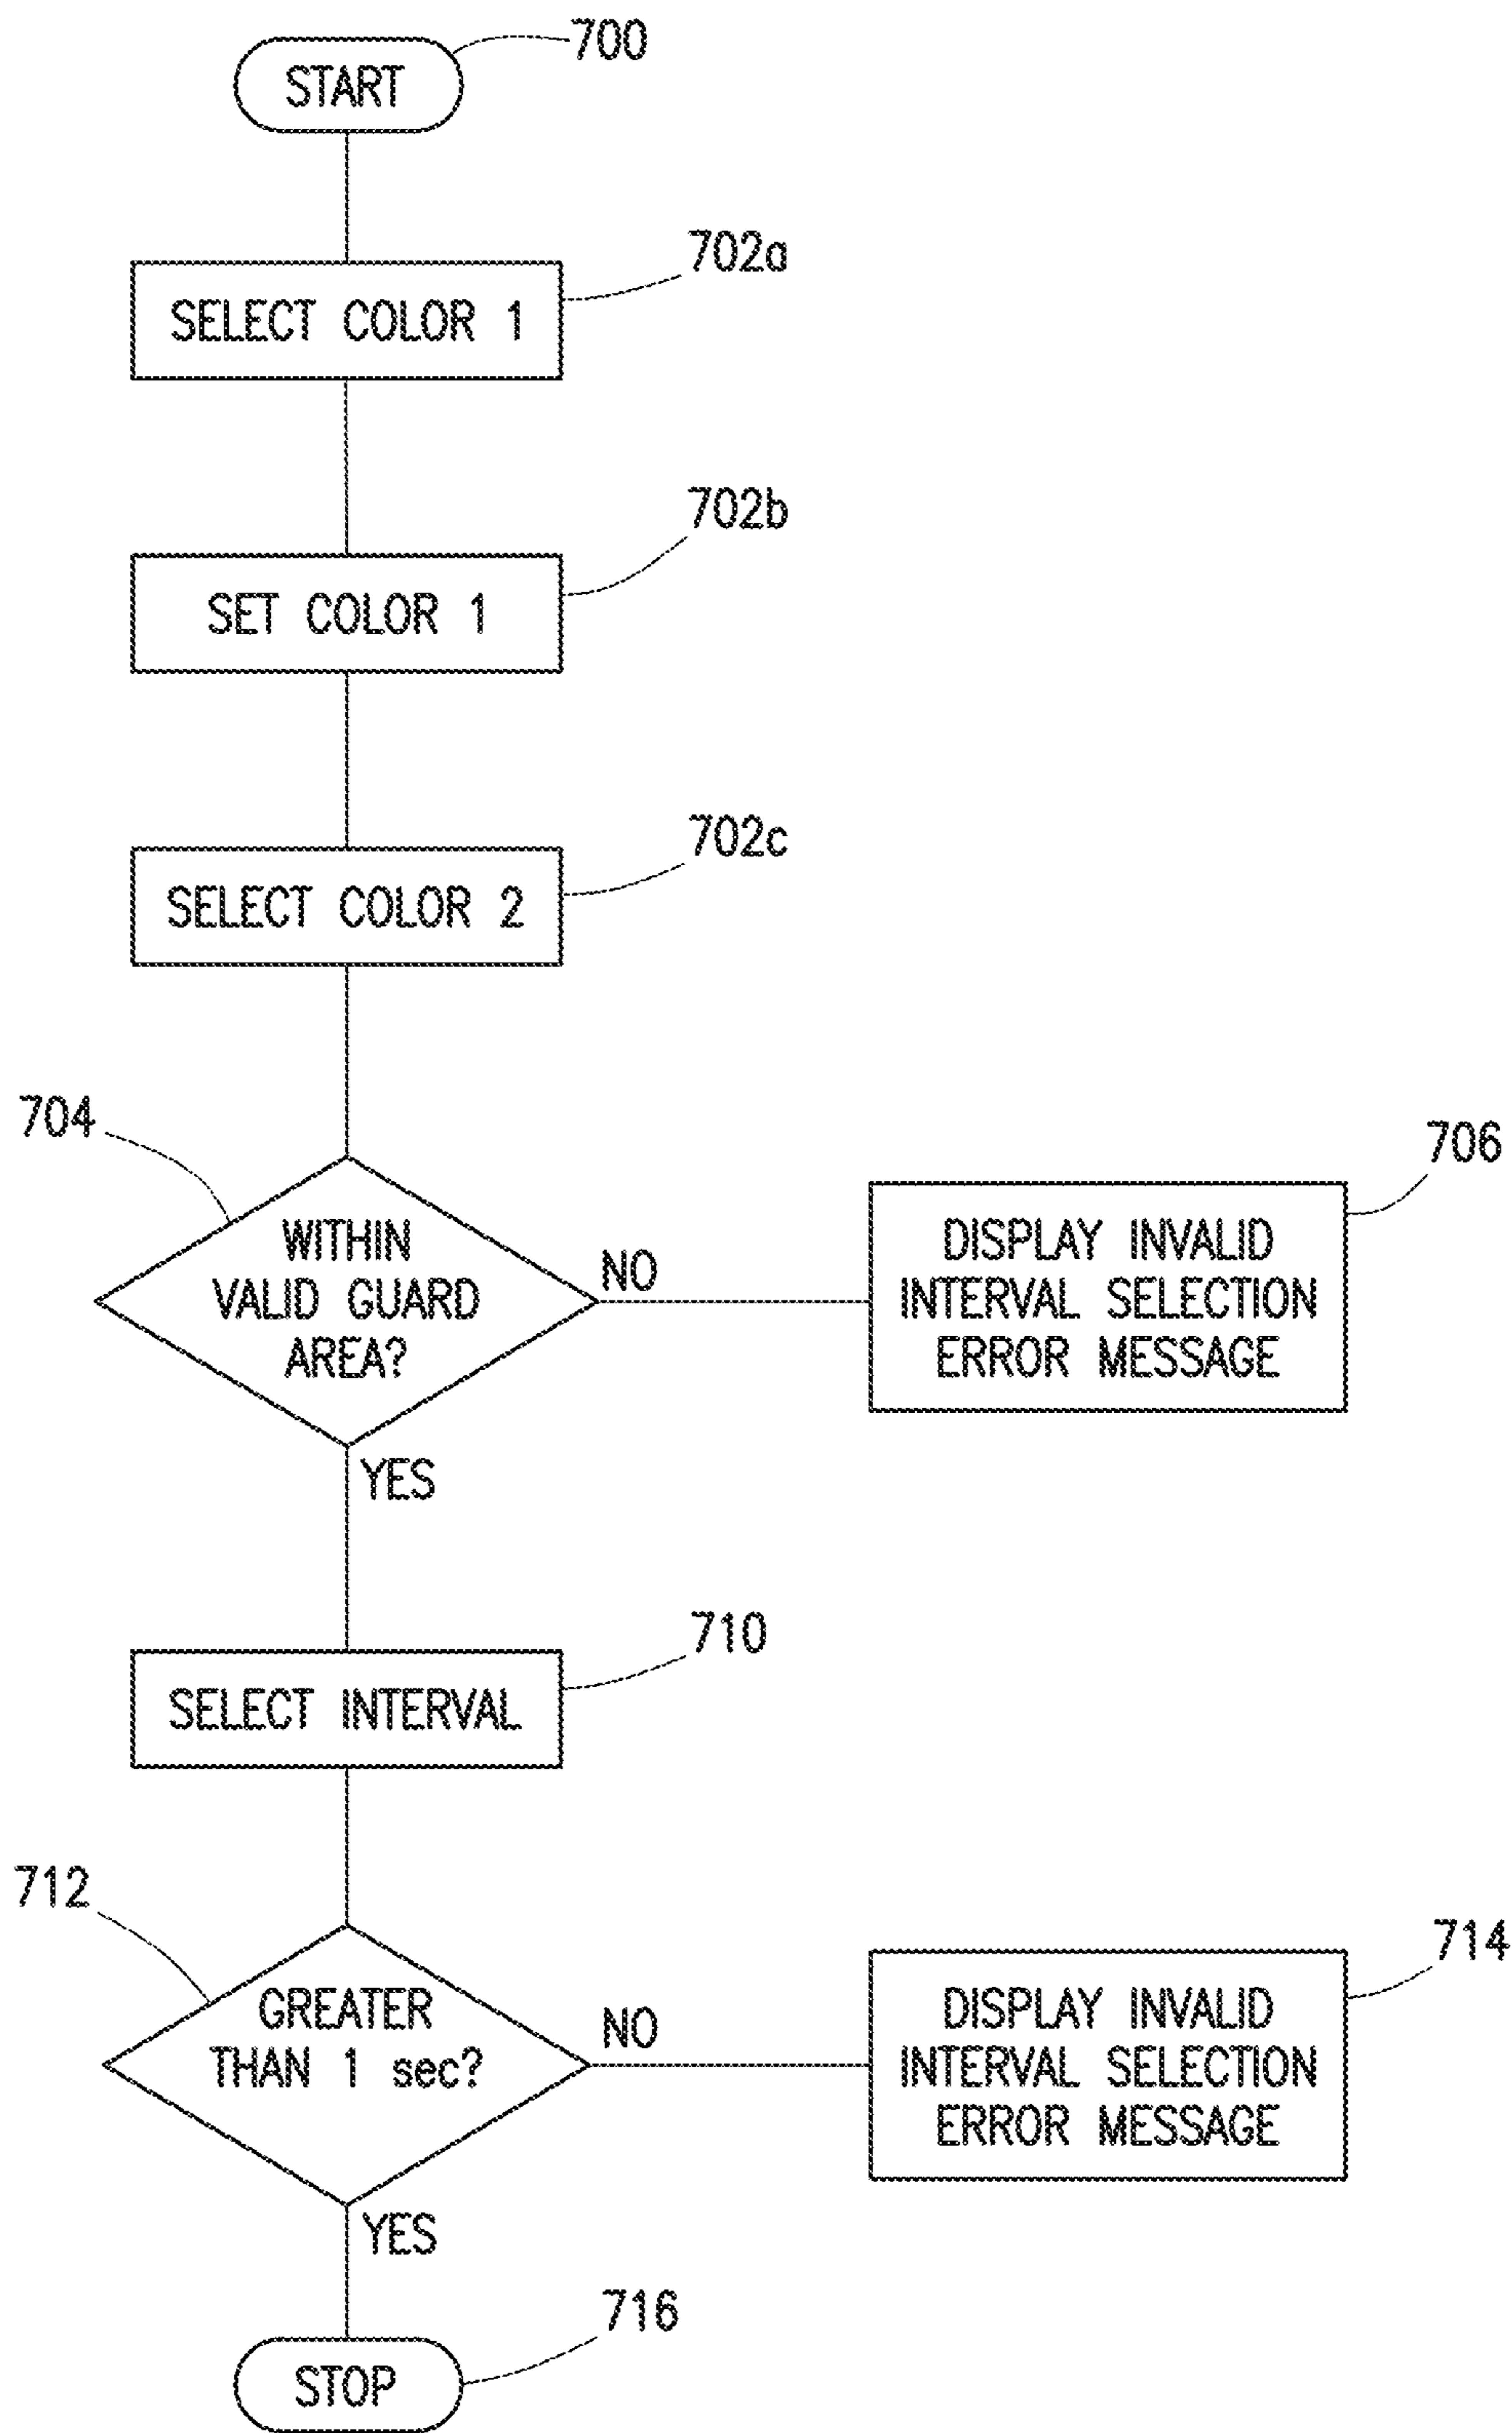 700
START
702a
SELECT COLOR 1
702b
SET COLOR 1
702c
SELECT COLOR 2
704
WITHIN
VALID GUARD
AREA?
NO
706
DISPLAY INVALID
INTERVAL SELECTION
ERROR MESSAGE
YES
710
SELECT INTERVAL
712
GREATER
THAN 1 sec?
NO
714
DISPLAY INVALID
INTERVAL SELECTION
ERROR MESSAGE
YES
716
STOP